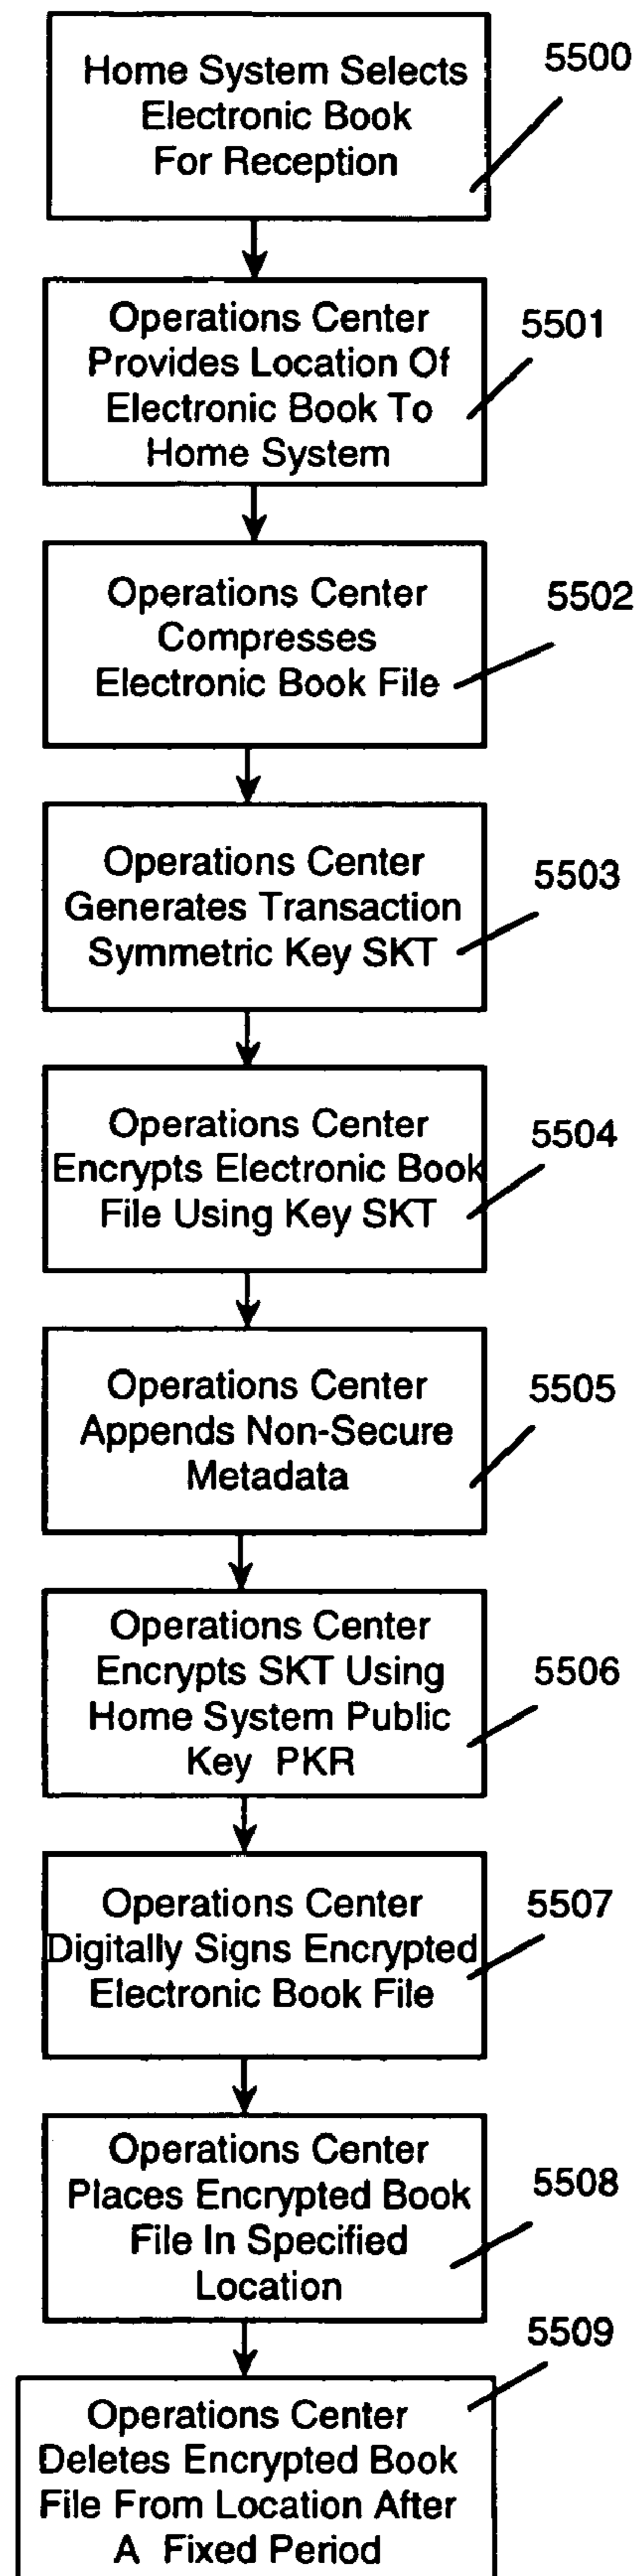 Home System Selects
Electronic Book
For Reception
5500
Operations Center
Provides Location Of
Electronic Book To
Home System
5501
Operations Center
Compresses
Electronic Book File
5502
Operations Center
Generates Transaction
Symmetric Key SKT
5503
Operations Center
Encrypts Electronic Book
File Using Key SKT
5504
Operations Center
Appends Non-Secure
Metadata
5505
Operations Center
Encrypts SKT Using
Home System Public
Key PKR
5506
Operations Center
Digitally Signs Encrypted
Electronic Book File
5507
Operations Center
Places Encrypted Book
File In Specified
Location
5508
Operations Center
Deletes Encrypted Book
File From Location After
A Fixed Period
5509